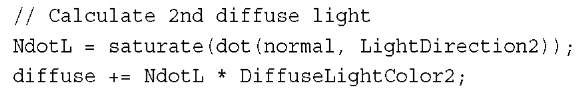 // Calculate 2nd diffuse light
NdotL = saturate(dot(normal, LightDirection2));
diffuse += NdotL * DiffuseLightColor2;